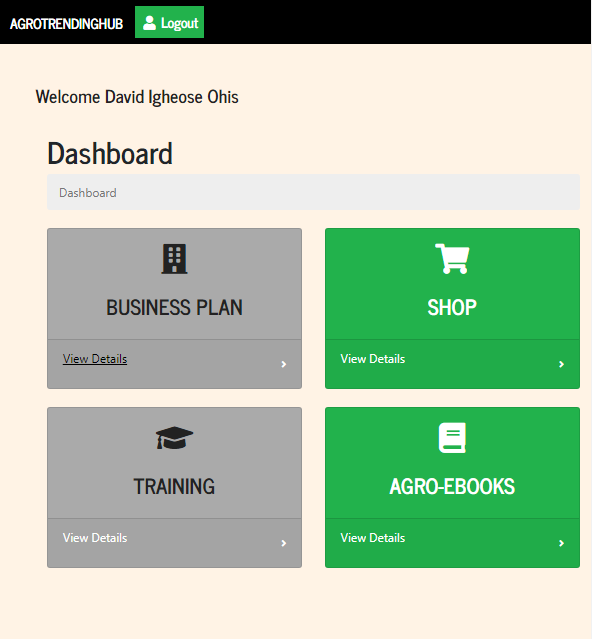 AGROTRENDINGHUB Logout
Welcome David Igheose Ohis
Dashboard
Dashboard
BUSINESS PLAN
View Details
SHOP
View Details
TRAINING
View Details
AGRO-EBOOKS
View Details